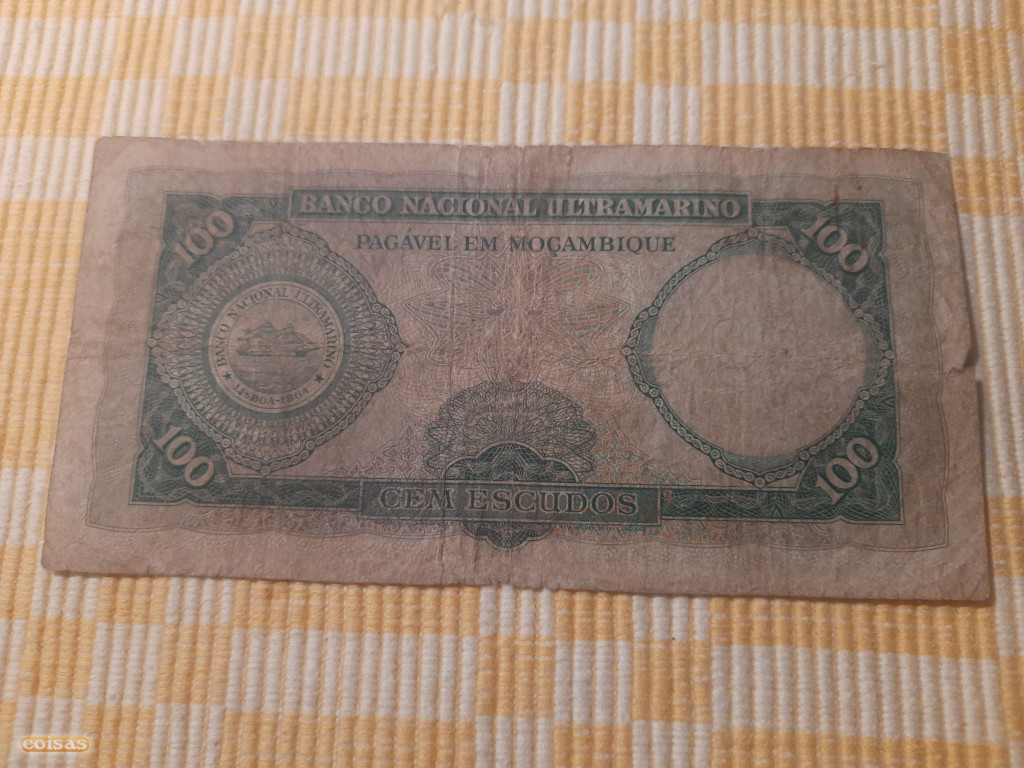 BANCO NACIONAL ULTRAMARINO
PAGÁVEL EM MOÇAMBIQUE
100
100
BANCO NACIONAL ULTRAMARINO
LISBOA-1864
100
100
CEM ESCUDOS
coisas